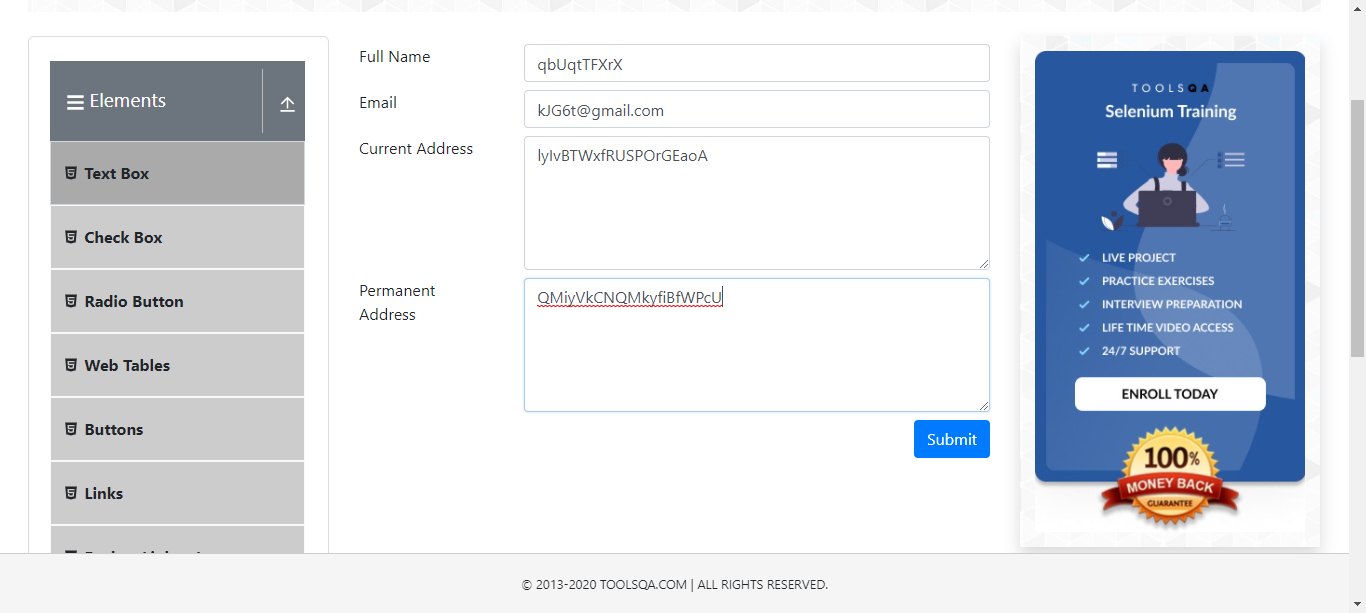 Elements
Text Box
Check Box
Radio Button
Web Tables
Buttons
Links
Full Name
qbUqtTFXrX
Email
kJG6t@gmail.com
Current Address
lyIvBTWxfRUSPOrGEaoA
Permanent
Address
QMiyVkCNQMkyfiBfWPcU
Submit
TOOLSQA
Selenium Training
LIVE PROJECT
PRACTICE EXERCISES
INTERVIEW PREPARATION
LIFE TIME VIDEO ACCESS
24/7 SUPPORT
ENROLL TODAY
100%
MONEY BACK
GUARANTEE
© 2013-2020 TOOLSQA.COM | ALL RIGHTS RESERVED.